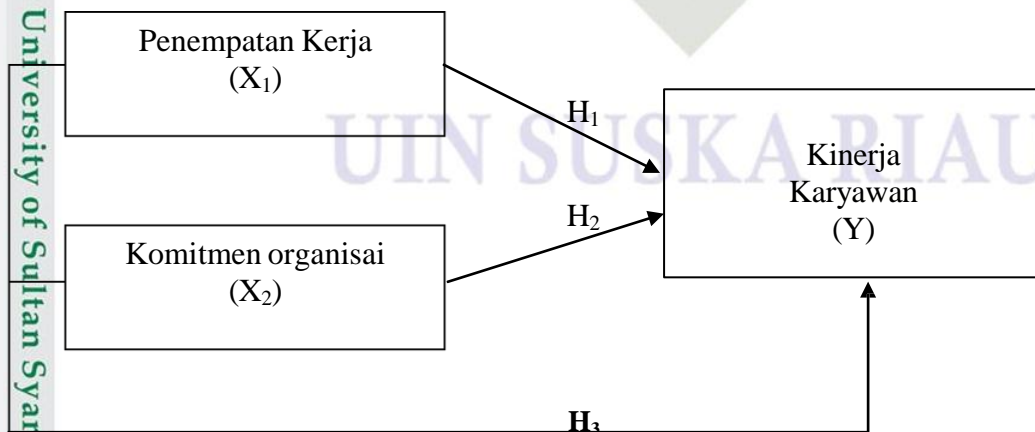 University of Sultan Syar
Penempatan Kerja
(X₁)
H₁
UIN SUSKA RIAU
Kinerja
Karyawan
(Y)
H₂
Komitmen organisai
(X₂)
H₃